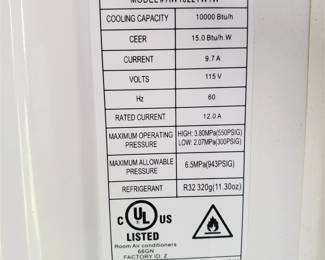 COOLING CAPACITY 10000 Btu/h
CEER 15.0 Btu/h.W
CURRENT 9.7 A
VOLTS 115 V
Hz 60
RATED CURRENT 12.0 A
MAXIMUM OPERATING PRESSURE HIGH: 3.80MPa(550PSIG)
LOW: 2.07MPa(300PSIG)
MAXIMUM ALLOWABLE PRESSURE 6.5MPa(943PSIG)
REFRIGERANT R32 320g(11.30oz)
C UL US
LISTED
Room Air conditioners
66GN
FACTORY ID: Z